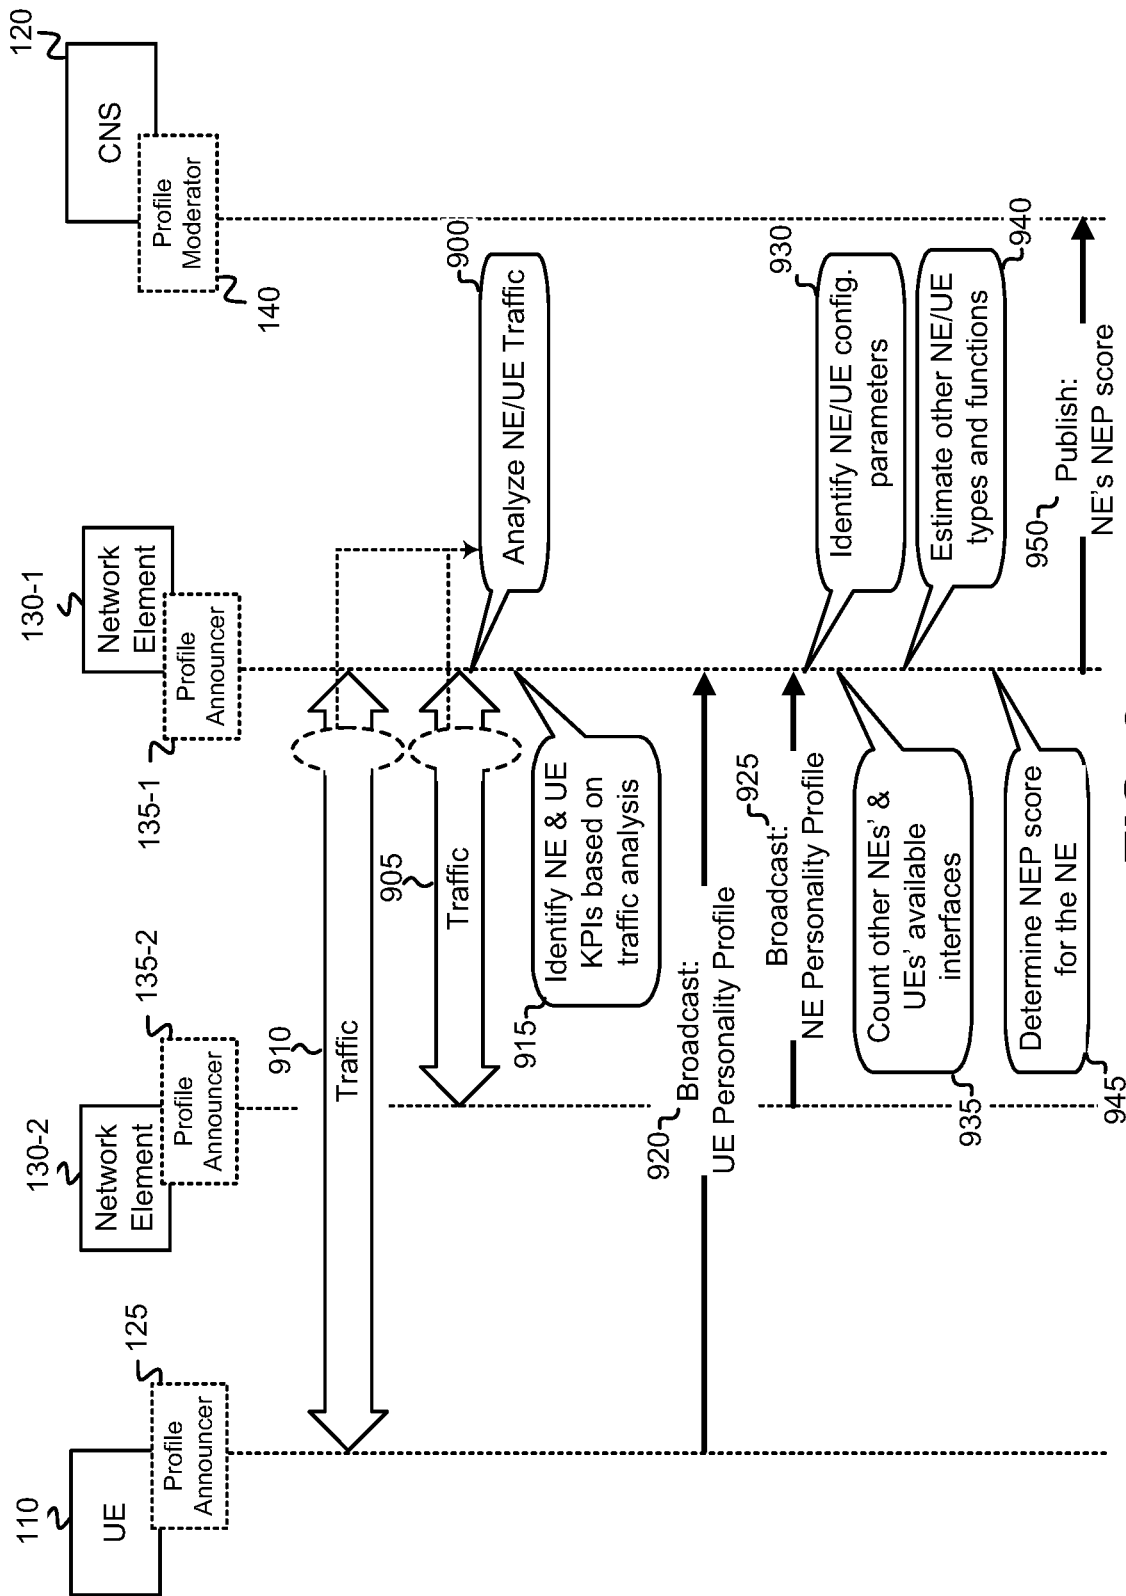 110
UE
Profile
Announcer
125
130-2
Network
Element
Profile
Announcer
135-2
130-1
Network
Element
Profile
Announcer
135-1
120
CNS
Profile
Moderator
140
910
Traffic
905
Traffic
900
Analyze NE/UE Traffic
915
Identify NE & UE
KPIs based on
traffic analysis
920
Broadcast:
UE Personality Profile
925
Broadcast:
NE Personality Profile
930
Identify NE/UE config.
parameters
935
Count other NEs' &
UEs' available
interfaces
940
Estimate other NE/UE
types and functions
945
Determine NEP score
for the NE
950
Publish:
NE's NEP score